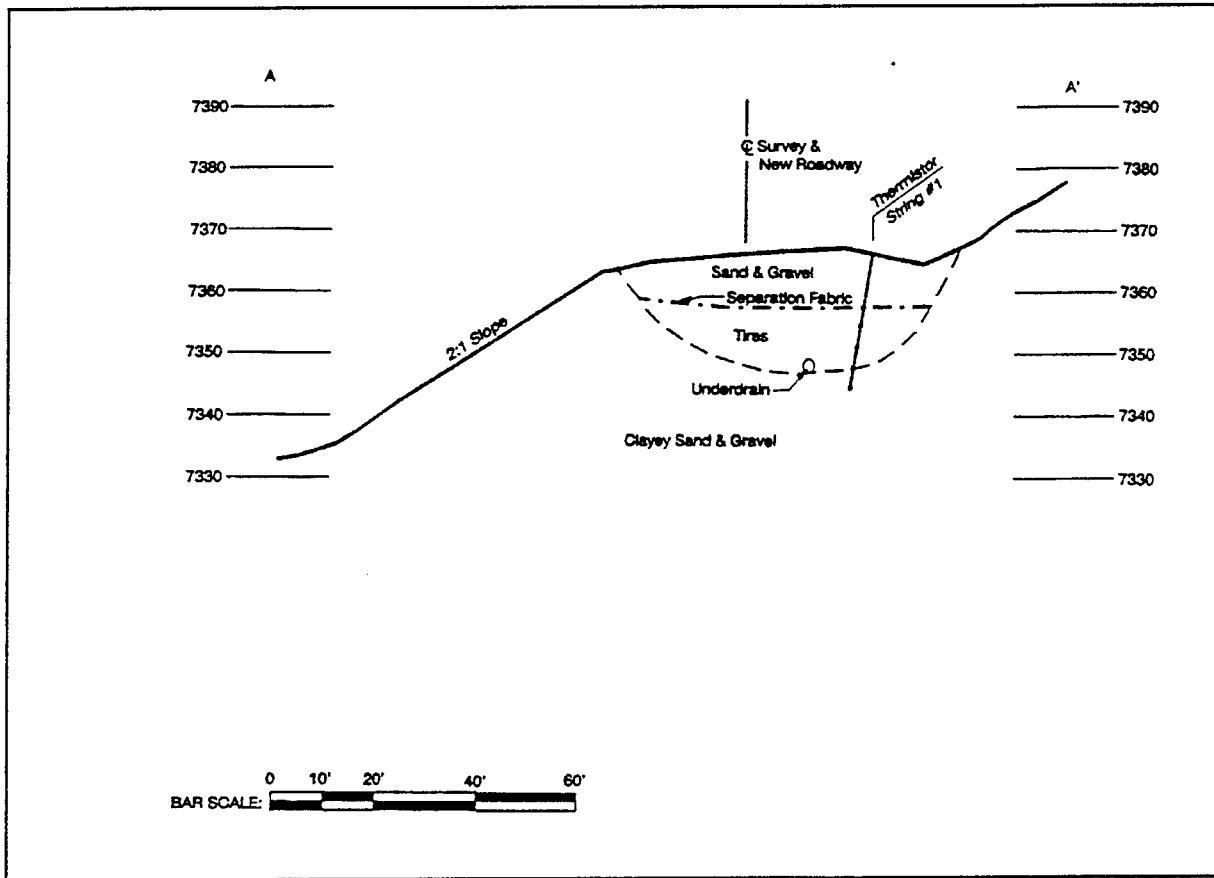 A
A'
7390
7390
℄ Survey &
New Roadway
7380
7380
Thermistor
String #1
7370
7370
Sand & Gravel
7360
7360
Separation Fabric
2:1 Slope
Tires
7350
7350
Underdrain
7340
7340
Clayey Sand & Gravel
7330
7330
0 10' 20' 40' 60'
BAR SCALE: